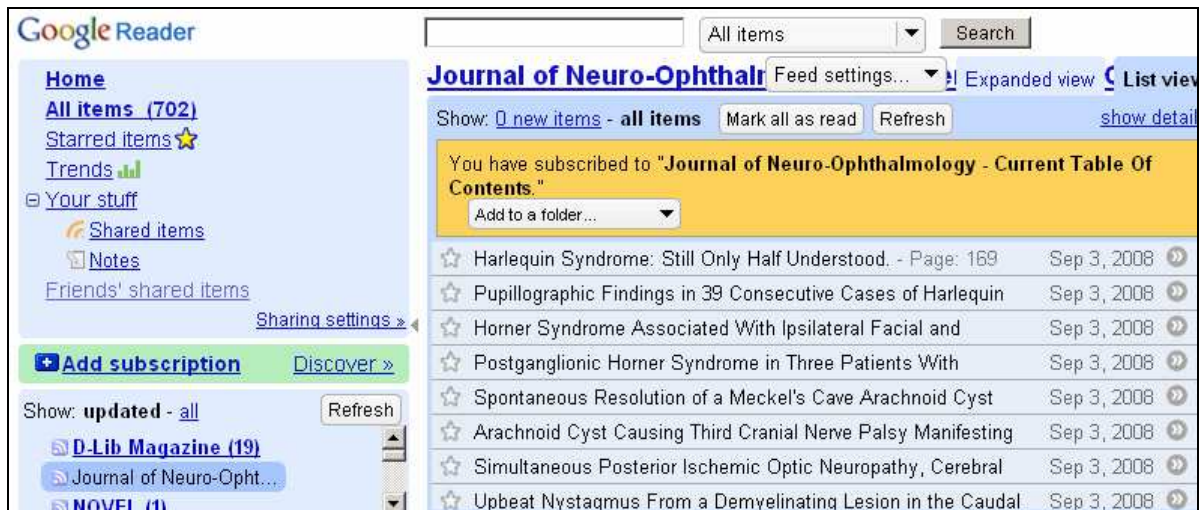 Google Reader
All items
Search
Home
All items (702)
Starred items
Trends
Your stuff
Shared items
Notes
Friends' shared items
Sharing settings »
Add subscription
Discover »
Show: updated - all
Refresh
D-Lib Magazine (19)
Journal of Neuro-Opht...
NOVEL (1)
Journal of Neuro-Ophthal
Feed settings...
Expanded view
List view
Show: 0 new items - all items
Mark all as read
Refresh
show detail
You have subscribed to "Journal of Neuro-Ophthalmology - Current Table Of
Contents."
Add to a folder...
Harlequin Syndrome: Still Only Half Understood. - Page: 169 Sep 3, 2008
Pupillographic Findings in 39 Consecutive Cases of Harlequin Sep 3, 2008
Horner Syndrome Associated With Ipsilateral Facial and Sep 3, 2008
Postganglionic Horner Syndrome in Three Patients With Sep 3, 2008
Spontaneous Resolution of a Meckel's Cave Arachnoid Cyst Sep 3, 2008
Arachnoid Cyst Causing Third Cranial Nerve Palsy Manifesting Sep 3, 2008
Simultaneous Posterior Ischemic Optic Neuropathy, Cerebral Sep 3, 2008
Upbeat Nystagmus From a Demyelinating Lesion in the Caudal Sep 3, 2008